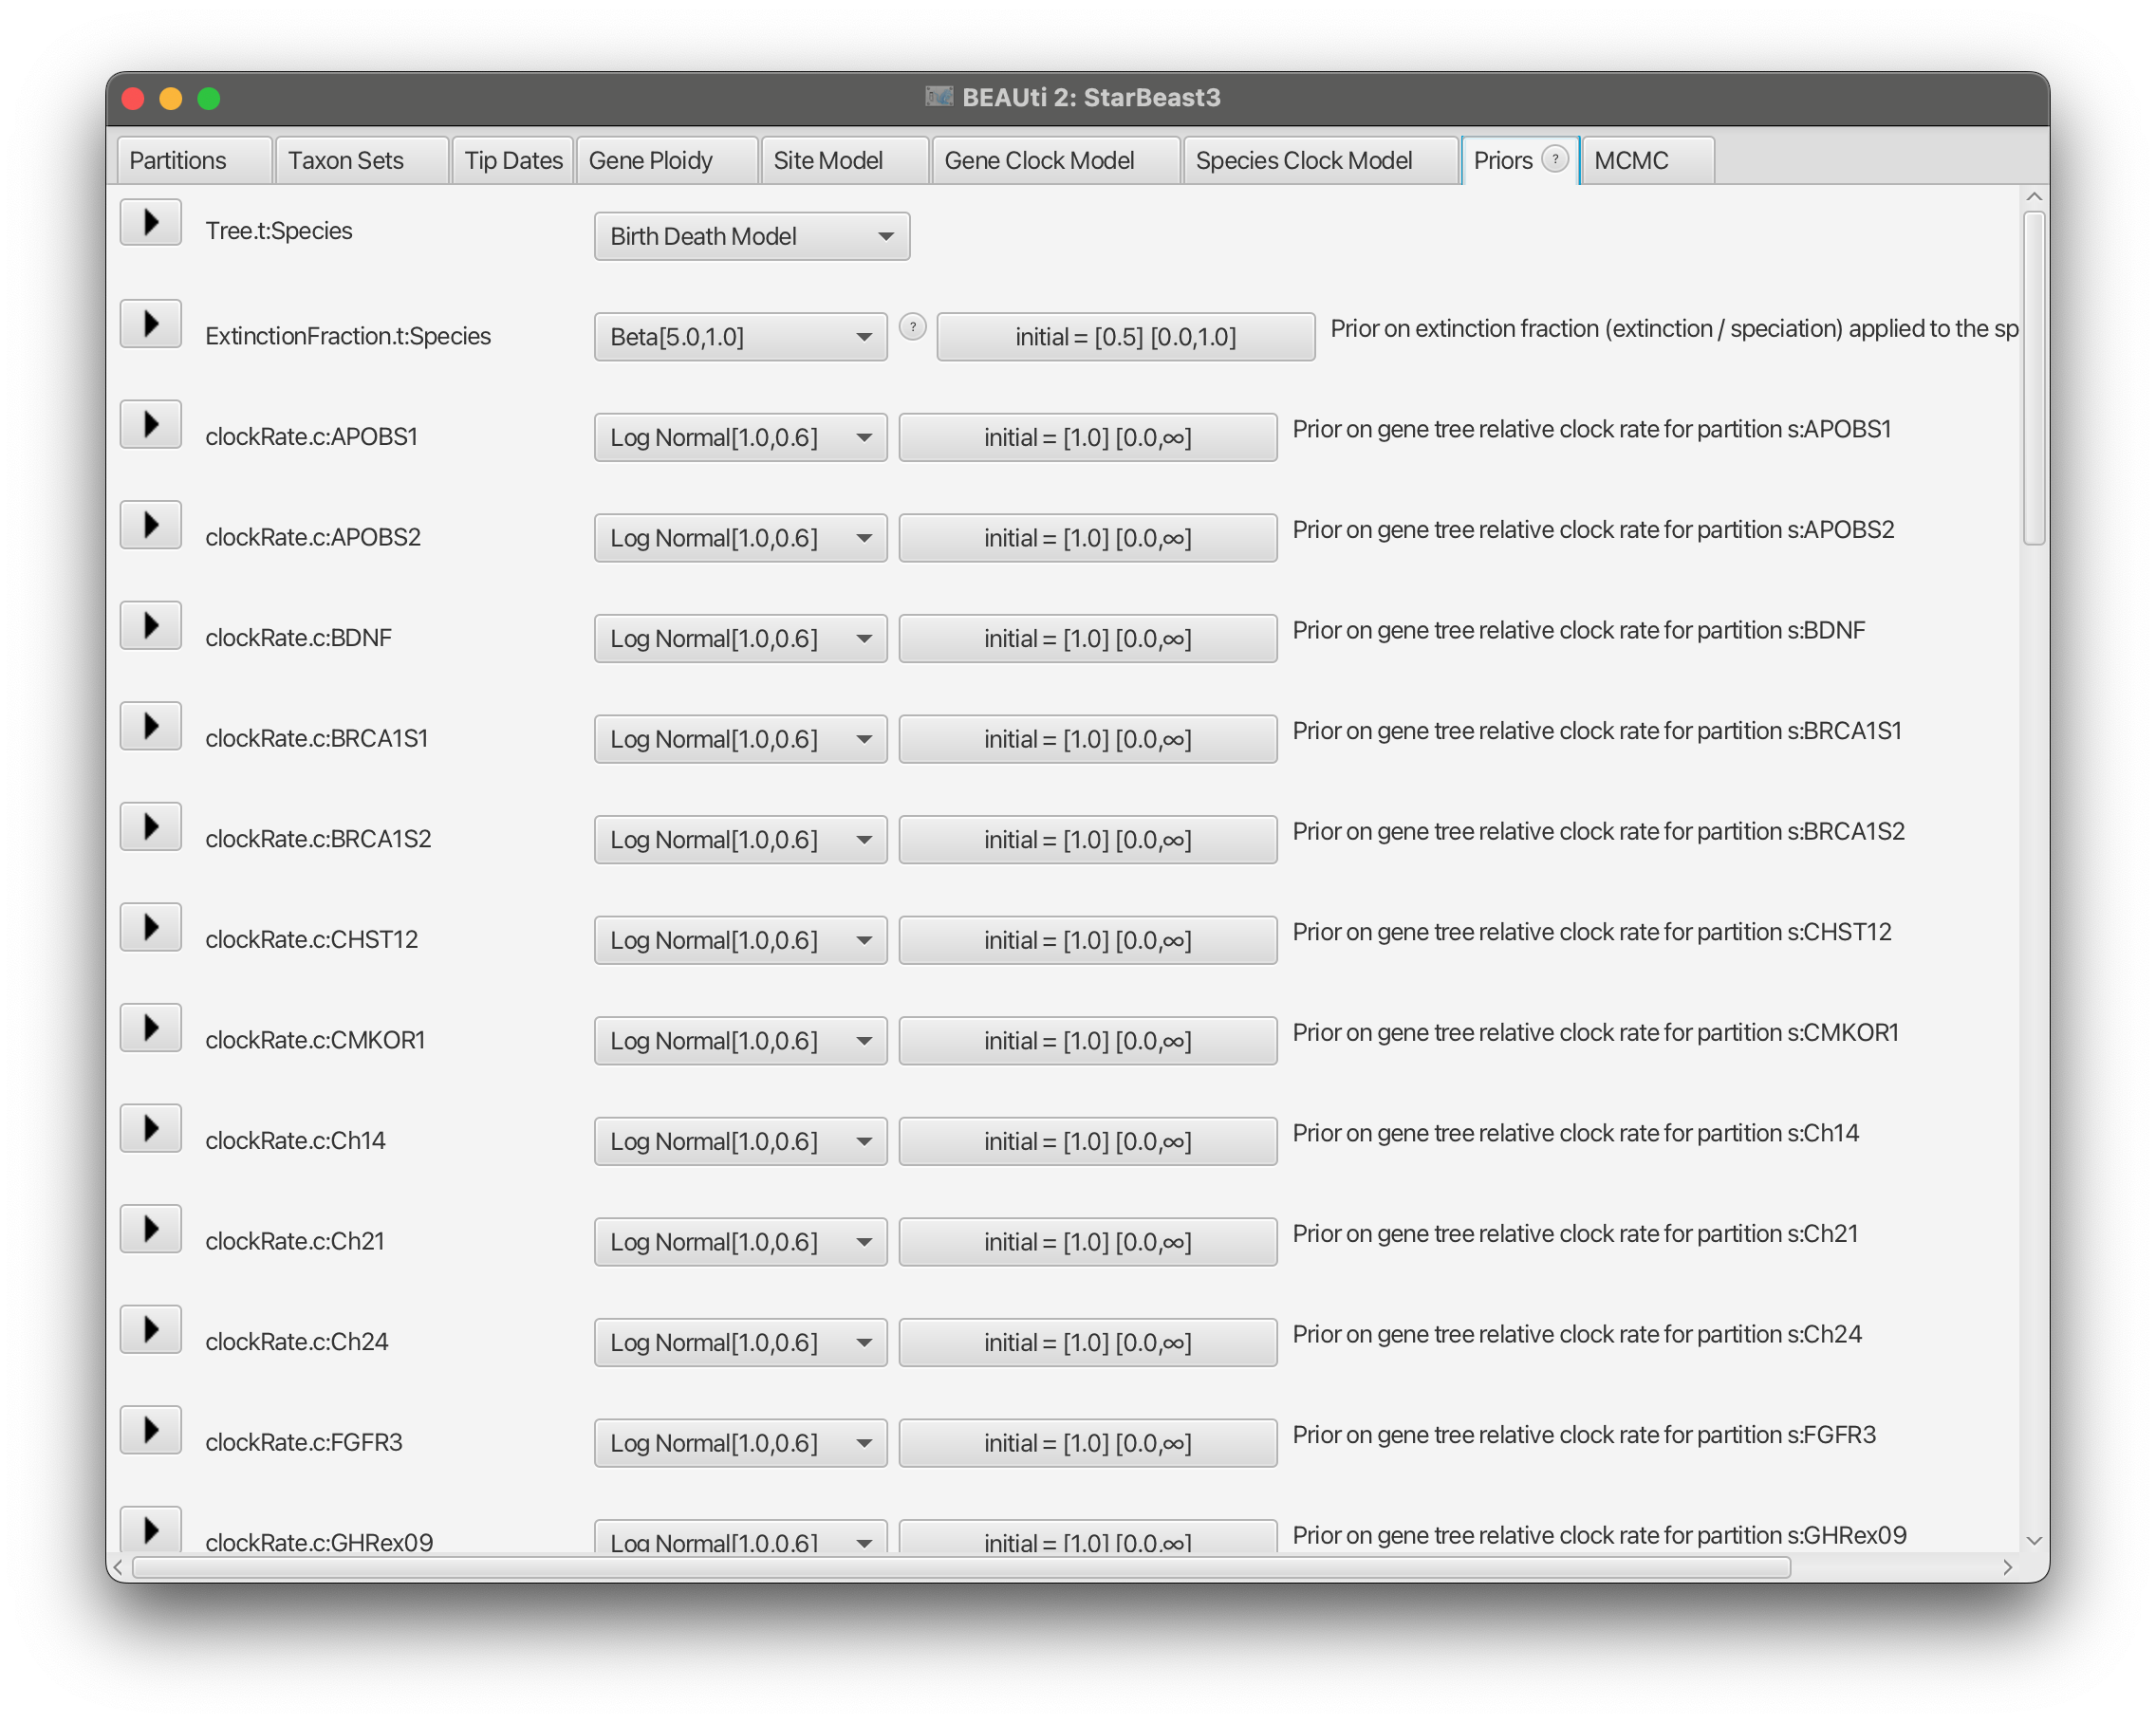 BEAUti 2: StarBeast3
Partitions Taxon Sets Tip Dates Gene Ploidy Site Model Gene Clock Model Species Clock Model Priors ? MCMC
Tree.t:Species Birth Death Model
ExtinctionFraction.t:Species Beta[5.0,1.0] ? initial = [0.5] [0.0,1.0] Prior on extinction fraction (extinction / speciation) applied to the sp
clockRate.c:APOBS1 Log Normal[1.0,0.6] initial = [1.0] [0.0,∞] Prior on gene tree relative clock rate for partition s:APOBS1
clockRate.c:APOBS2 Log Normal[1.0,0.6] initial = [1.0] [0.0,∞] Prior on gene tree relative clock rate for partition s:APOBS2
clockRate.c:BDNF Log Normal[1.0,0.6] initial = [1.0] [0.0,∞] Prior on gene tree relative clock rate for partition s:BDNF
clockRate.c:BRCA1S1 Log Normal[1.0,0.6] initial = [1.0] [0.0,∞] Prior on gene tree relative clock rate for partition s:BRCA1S1
clockRate.c:BRCA1S2 Log Normal[1.0,0.6] initial = [1.0] [0.0,∞] Prior on gene tree relative clock rate for partition s:BRCA1S2
clockRate.c:CHST12 Log Normal[1.0,0.6] initial = [1.0] [0.0,∞] Prior on gene tree relative clock rate for partition s:CHST12
clockRate.c:CMKOR1 Log Normal[1.0,0.6] initial = [1.0] [0.0,∞] Prior on gene tree relative clock rate for partition s:CMKOR1
clockRate.c:Ch14 Log Normal[1.0,0.6] initial = [1.0] [0.0,∞] Prior on gene tree relative clock rate for partition s:Ch14
clockRate.c:Ch21 Log Normal[1.0,0.6] initial = [1.0] [0.0,∞] Prior on gene tree relative clock rate for partition s:Ch21
clockRate.c:Ch24 Log Normal[1.0,0.6] initial = [1.0] [0.0,∞] Prior on gene tree relative clock rate for partition s:Ch24
clockRate.c:FGFR3 Log Normal[1.0,0.6] initial = [1.0] [0.0,∞] Prior on gene tree relative clock rate for partition s:FGFR3
clockRate.c:GHRex09 Log Normal[1.0,0.6] initial = [1.0] [0.0,∞] Prior on gene tree relative clock rate for partition s:GHRex09